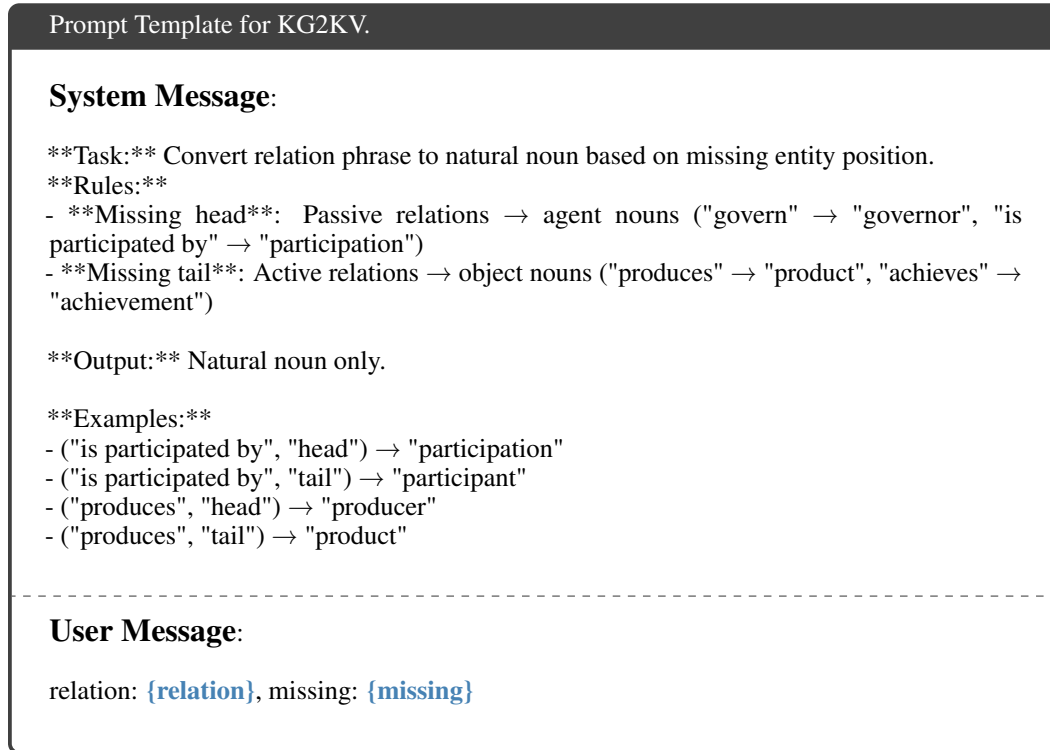 Prompt Template for KG2KV.
System Message:
**Task:** Convert relation phrase to natural noun based on missing entity position.
**Rules:**
- **Missing head**: Passive relations → agent nouns ("govern" → "governor", "is
participated by" → "participation")
- **Missing tail**: Active relations → object nouns ("produces" → "product", "achieves" →
"achievement")
**Output:** Natural noun only.
**Examples:**
- ("is participated by", "head") → "participation"
- ("is participated by", "tail") → "participant"
- ("produces", "head") → "producer"
- ("produces", "tail") → "product"
User Message:
relation: {relation}, missing: {missing}